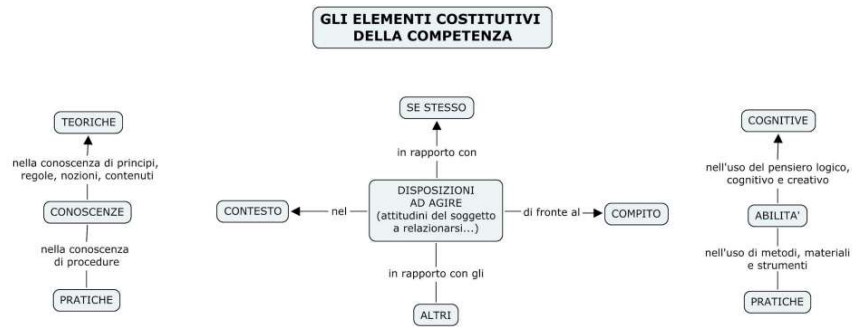 GLI ELEMENTI COSTITUTIVI
DELLA COMPETENZA
TEORICHE
nella conoscenza di principi,
regole, nozioni, contenuti
CONOSCENZE
nella conoscenza
di procedure
PRATICHE
SE STESSO
in rapporto con
CONTESTO
nel
DISPOSIZIONI
AD AGIRE
(attitudini del soggetto
a relazionarsi...)
di fronte al
COMPITO
in rapporto con gli
ALTRI
COGNITIVE
nell'uso del pensiero logico,
cognitivo e creativo
ABILITA'
nell'uso di metodi, materiali
e strumenti
PRATICHE